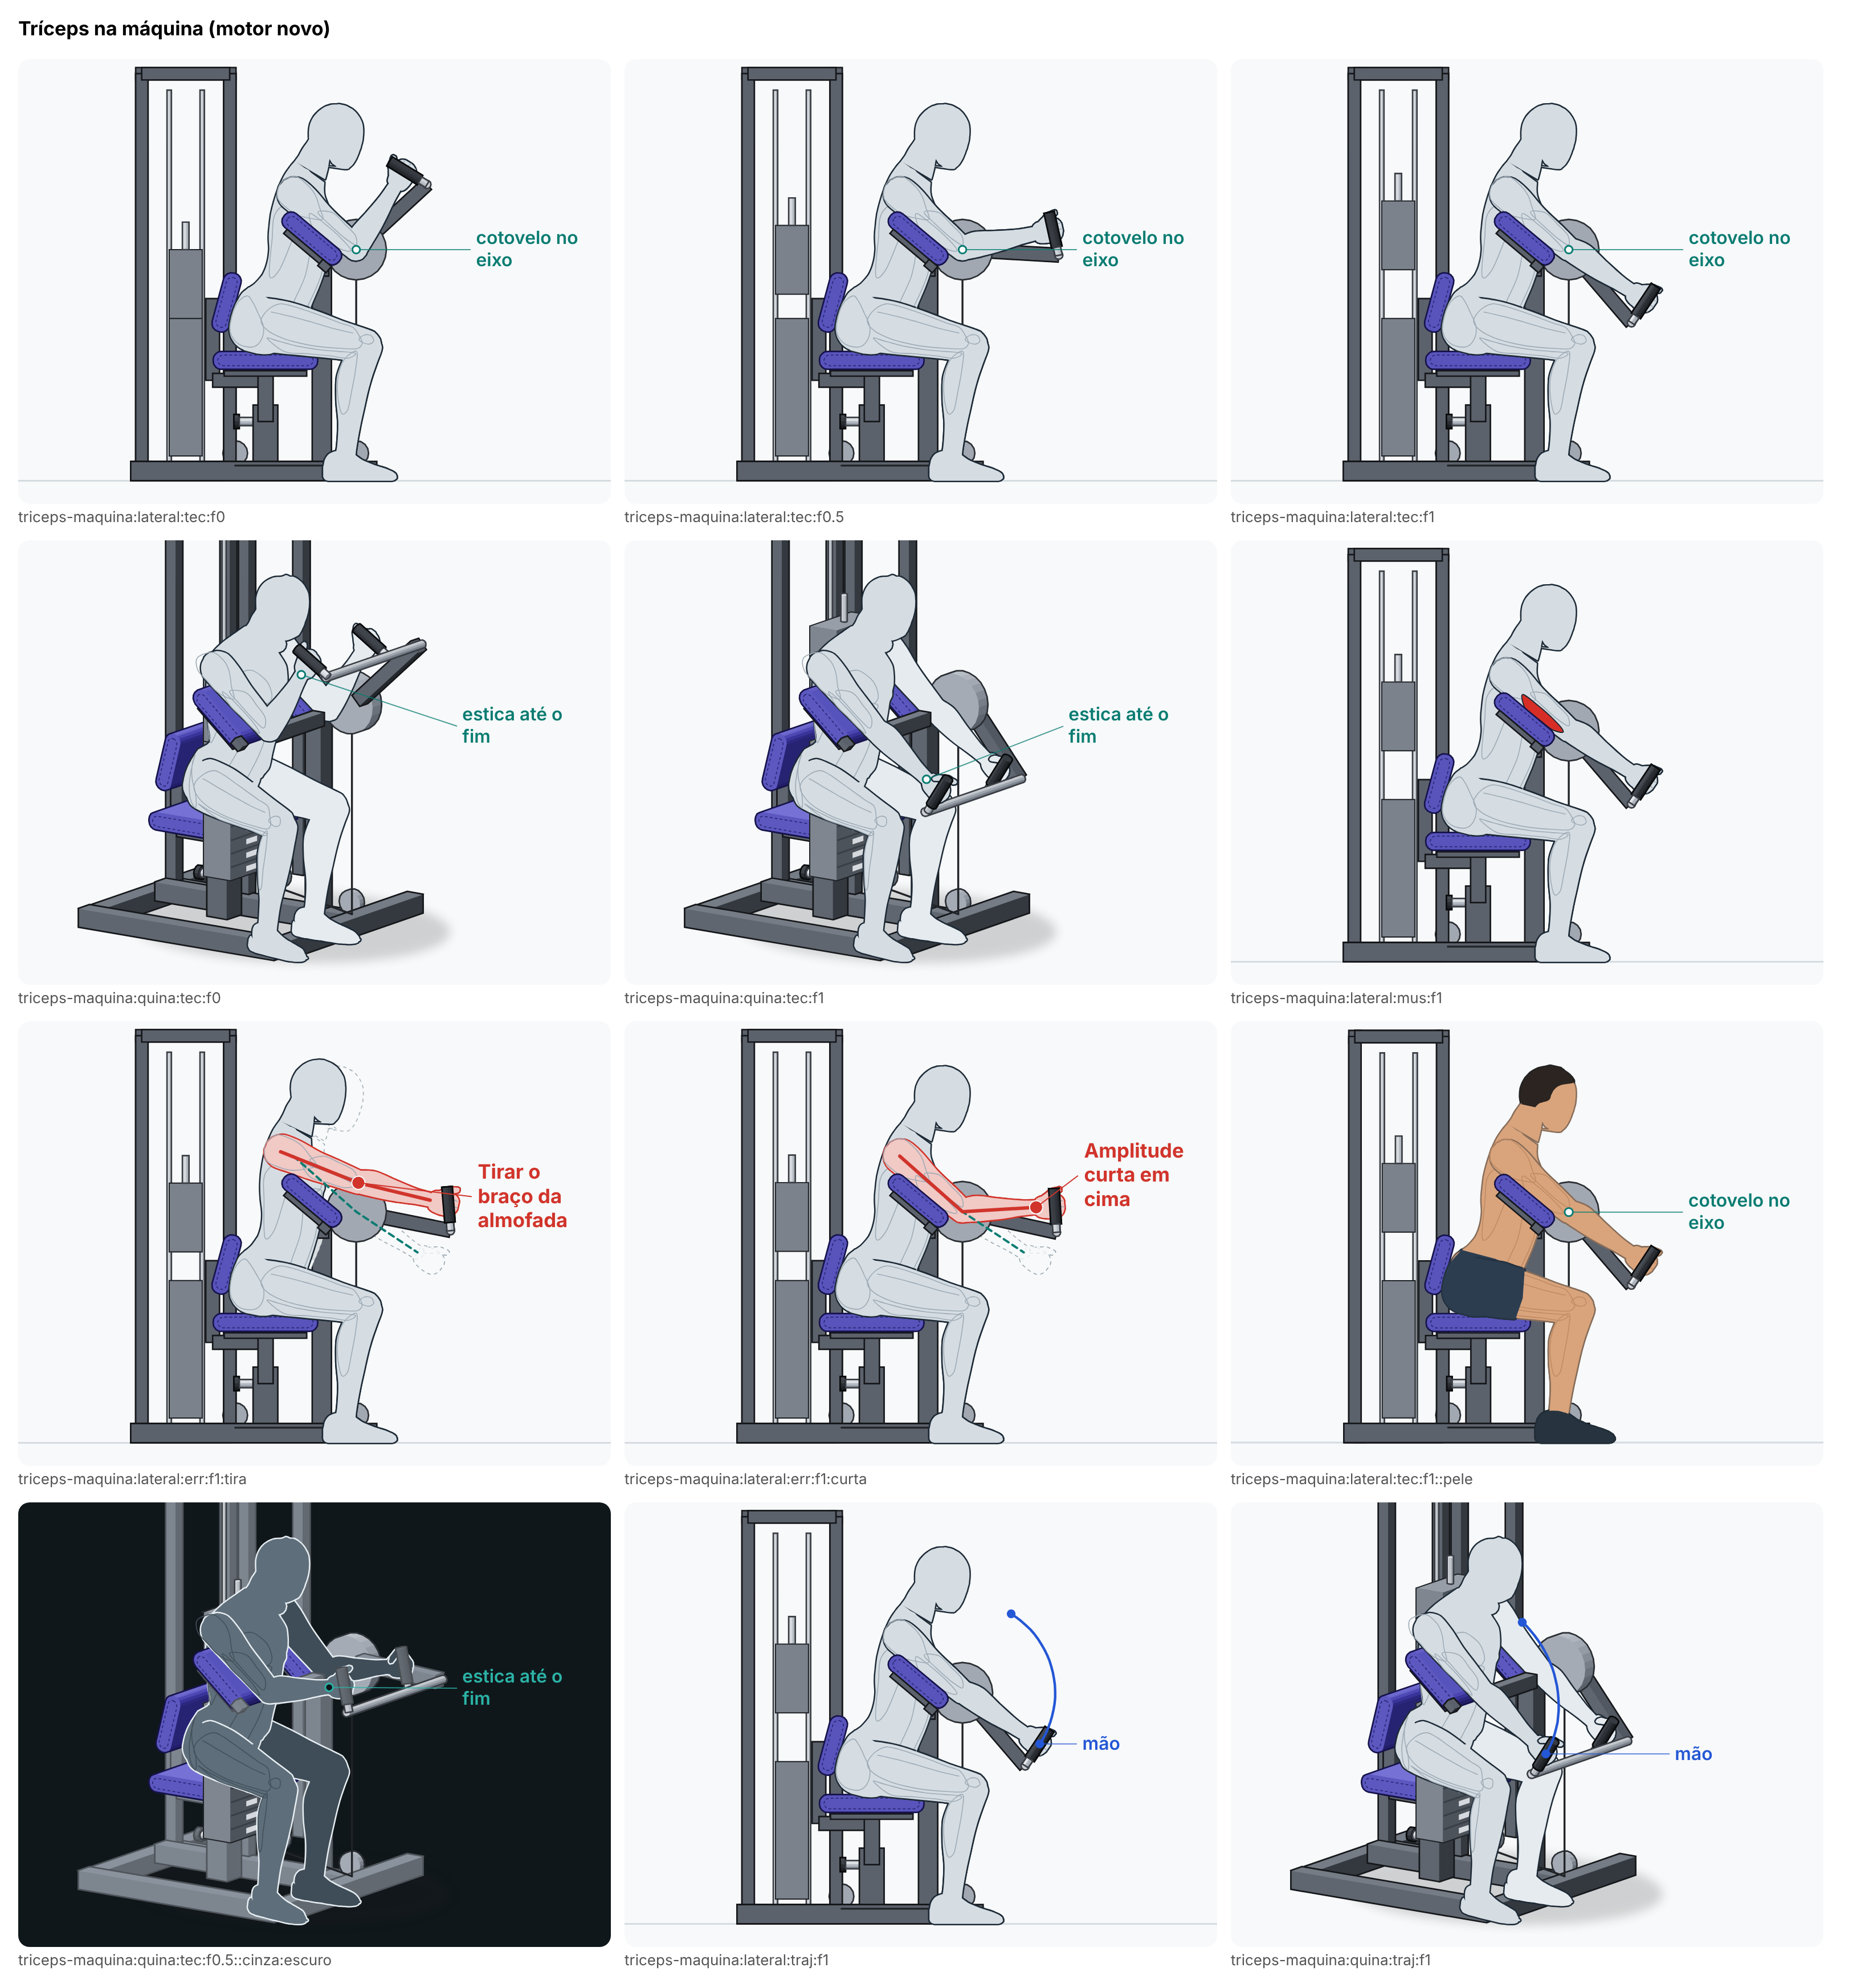 Tríceps na máquina (motor novo)
cotovelo no
eixo
cotovelo no
eixo
cotovelo no
eixo
triceps-maquina:lateral:tec:f0
triceps-maquina:lateral:tec:f0.5
triceps-maquina:lateral:tec:f1
estica até o
fim
estica até o
fim
triceps-maquina:quina:tec:f0
triceps-maquina:quina:tec:f1
triceps-maquina:lateral:mus:f1
Tirar o
braço da
almofada
Amplitude
curta em
cima
cotovelo no
eixo
triceps-maquina:lateral:err:f1:tira
triceps-maquina:lateral:err:f1:curta
triceps-maquina:lateral:tec:f1::pele
estica até o
fim
mão
mão
triceps-maquina:quina:tec:f0.5::cinza:escuro
triceps-maquina:lateral:traj:f1
triceps-maquina:quina:traj:f1